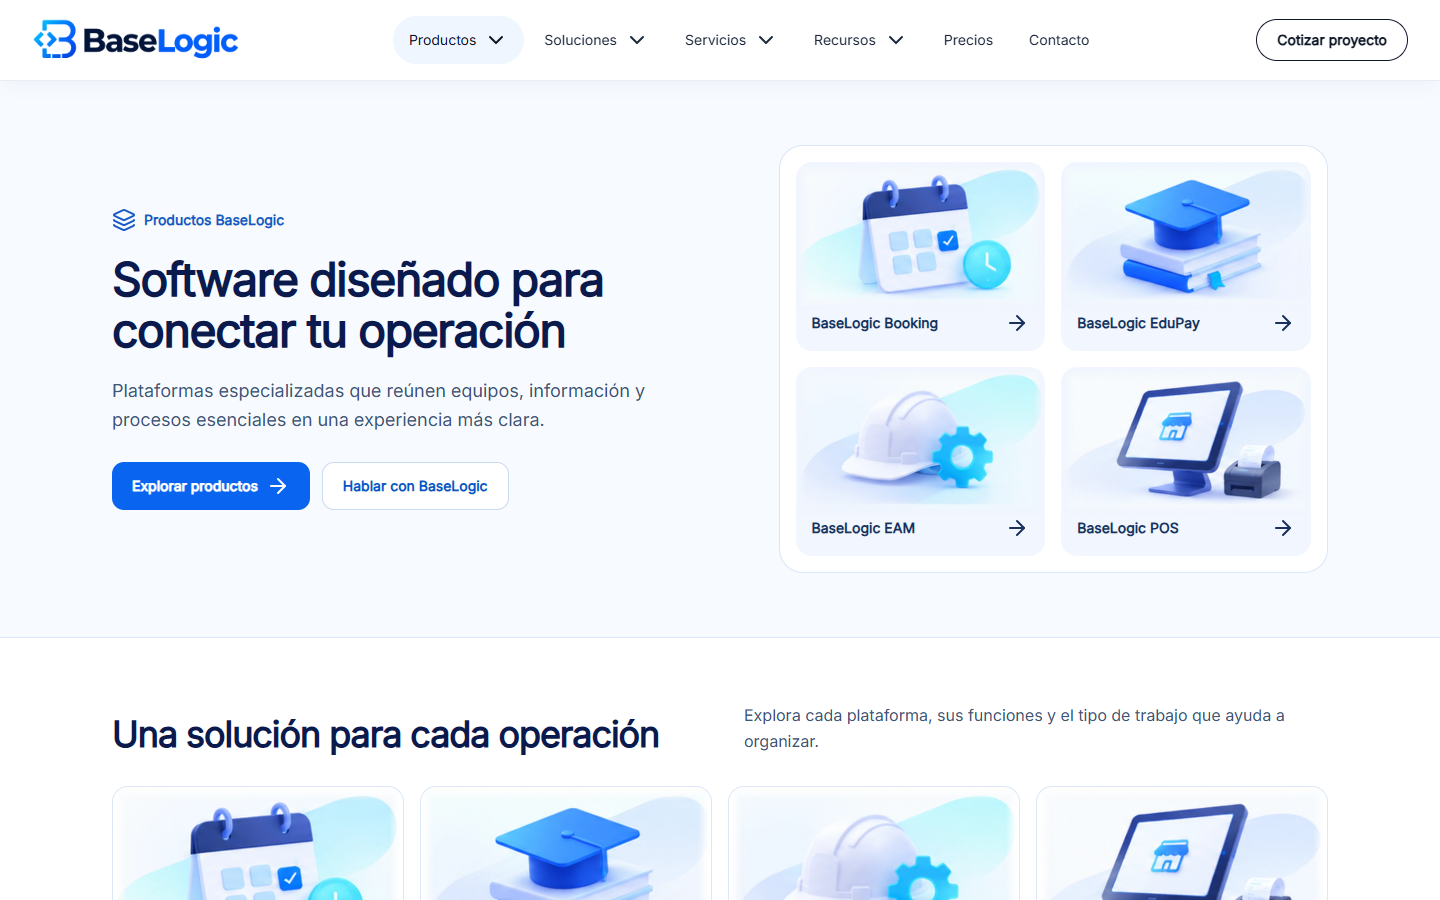 BaseLogic
Productos
Soluciones
Servicios
Recursos
Precios
Contacto
Cotizar proyecto
Productos BaseLogic
Software diseñado para
conectar tu operación
Plataformas especializadas que reúnen equipos, información y
procesos esenciales en una experiencia más clara.
Explorar productos
Hablar con BaseLogic
BaseLogic Booking
BaseLogic EduPay
BaseLogic EAM
BaseLogic POS
Una solución para cada operación
Explora cada plataforma, sus funciones y el tipo de trabajo que ayuda a
organizar.